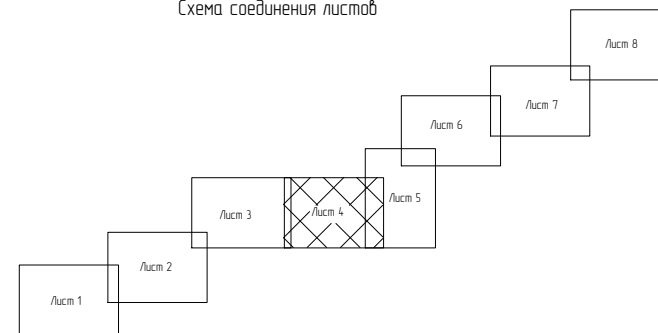 Схема соединения листов
Лист 8
Лист 7
Лист 6
Лист 5
Лист 4
Лист 3
Лист 2
Лист 1